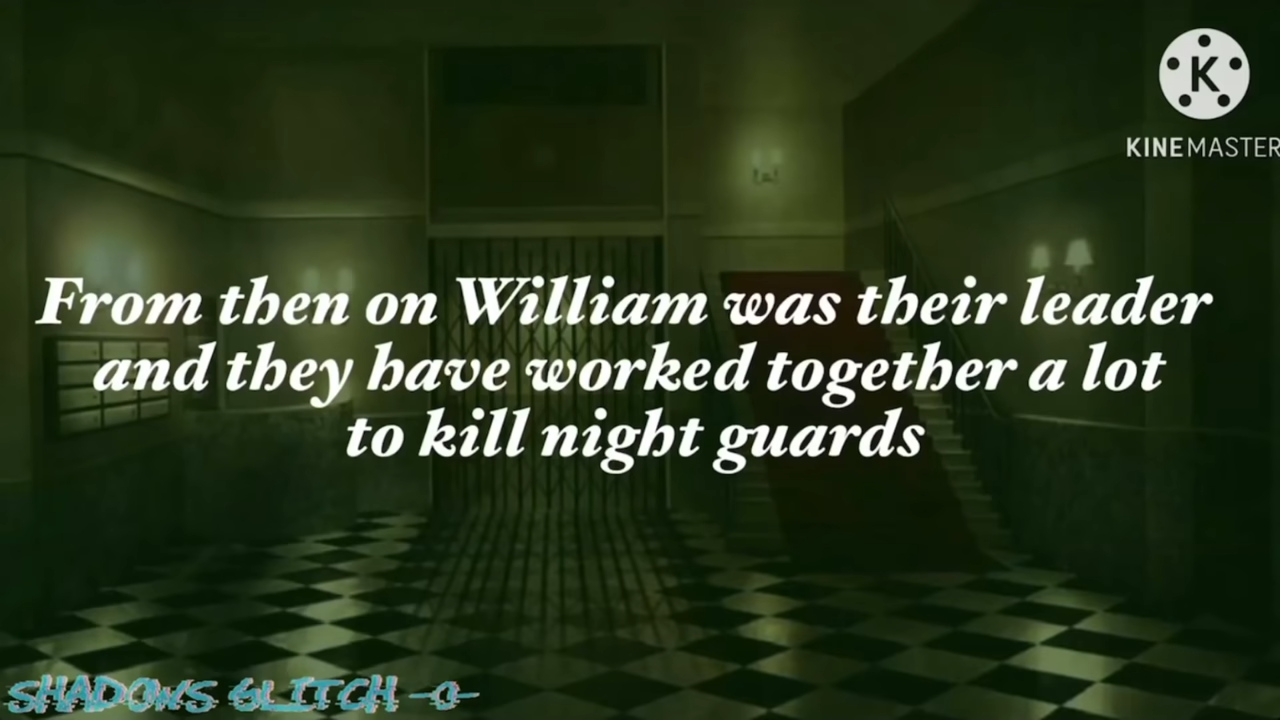 K
KINEMASTER
From then on William was their leader
and they have worked together a lot
to kill night guards
SHADOWS GLITCH -0-